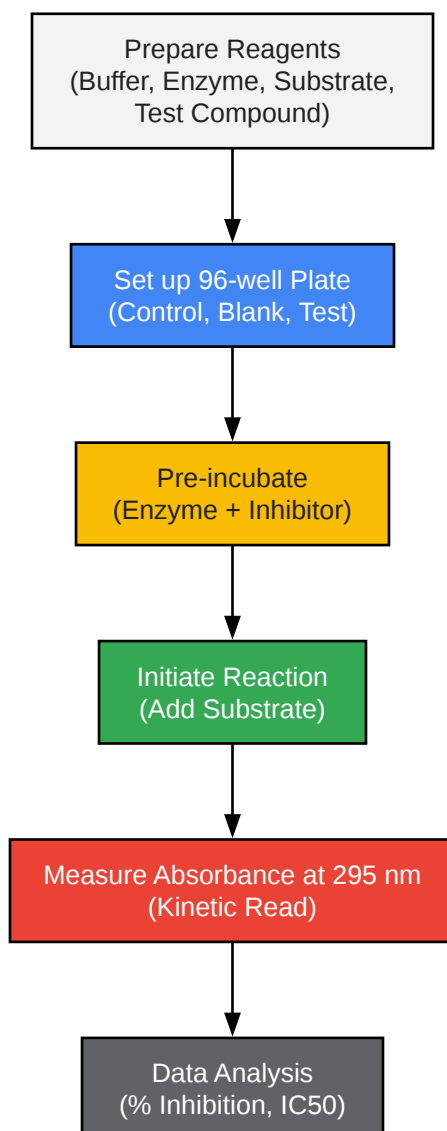 Prepare Reagents
(Buffer, Enzyme, Substrate,
Test Compound)
Set up 96-well Plate
(Control, Blank, Test)
Pre-incubate
(Enzyme + Inhibitor)
Initiate Reaction
(Add Substrate)
Measure Absorbance at 295 nm
(Kinetic Read)
Data Analysis
(% Inhibition, IC50)